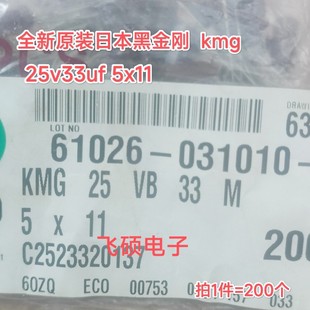 全新原装日本黑金刚 kmg
25v33uf 5x11
LOT NO
61026-031010-
63
KMG 25 VB 33 M
5 x 11
200
C2523320137
飞硕电子
60ZQ ECO 00753
033
拍1件=200个